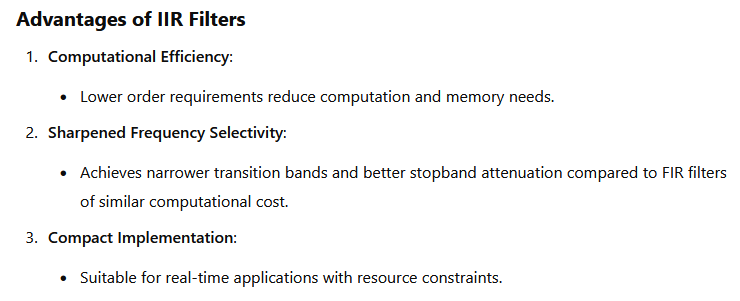 Advantages of IIR Filters
1. Computational Efficiency:
• Lower order requirements reduce computation and memory needs.
2. Sharpened Frequency Selectivity:
• Achieves narrower transition bands and better stopband attenuation compared to FIR filters
of similar computational cost.
3. Compact Implementation:
• Suitable for real-time applications with resource constraints.